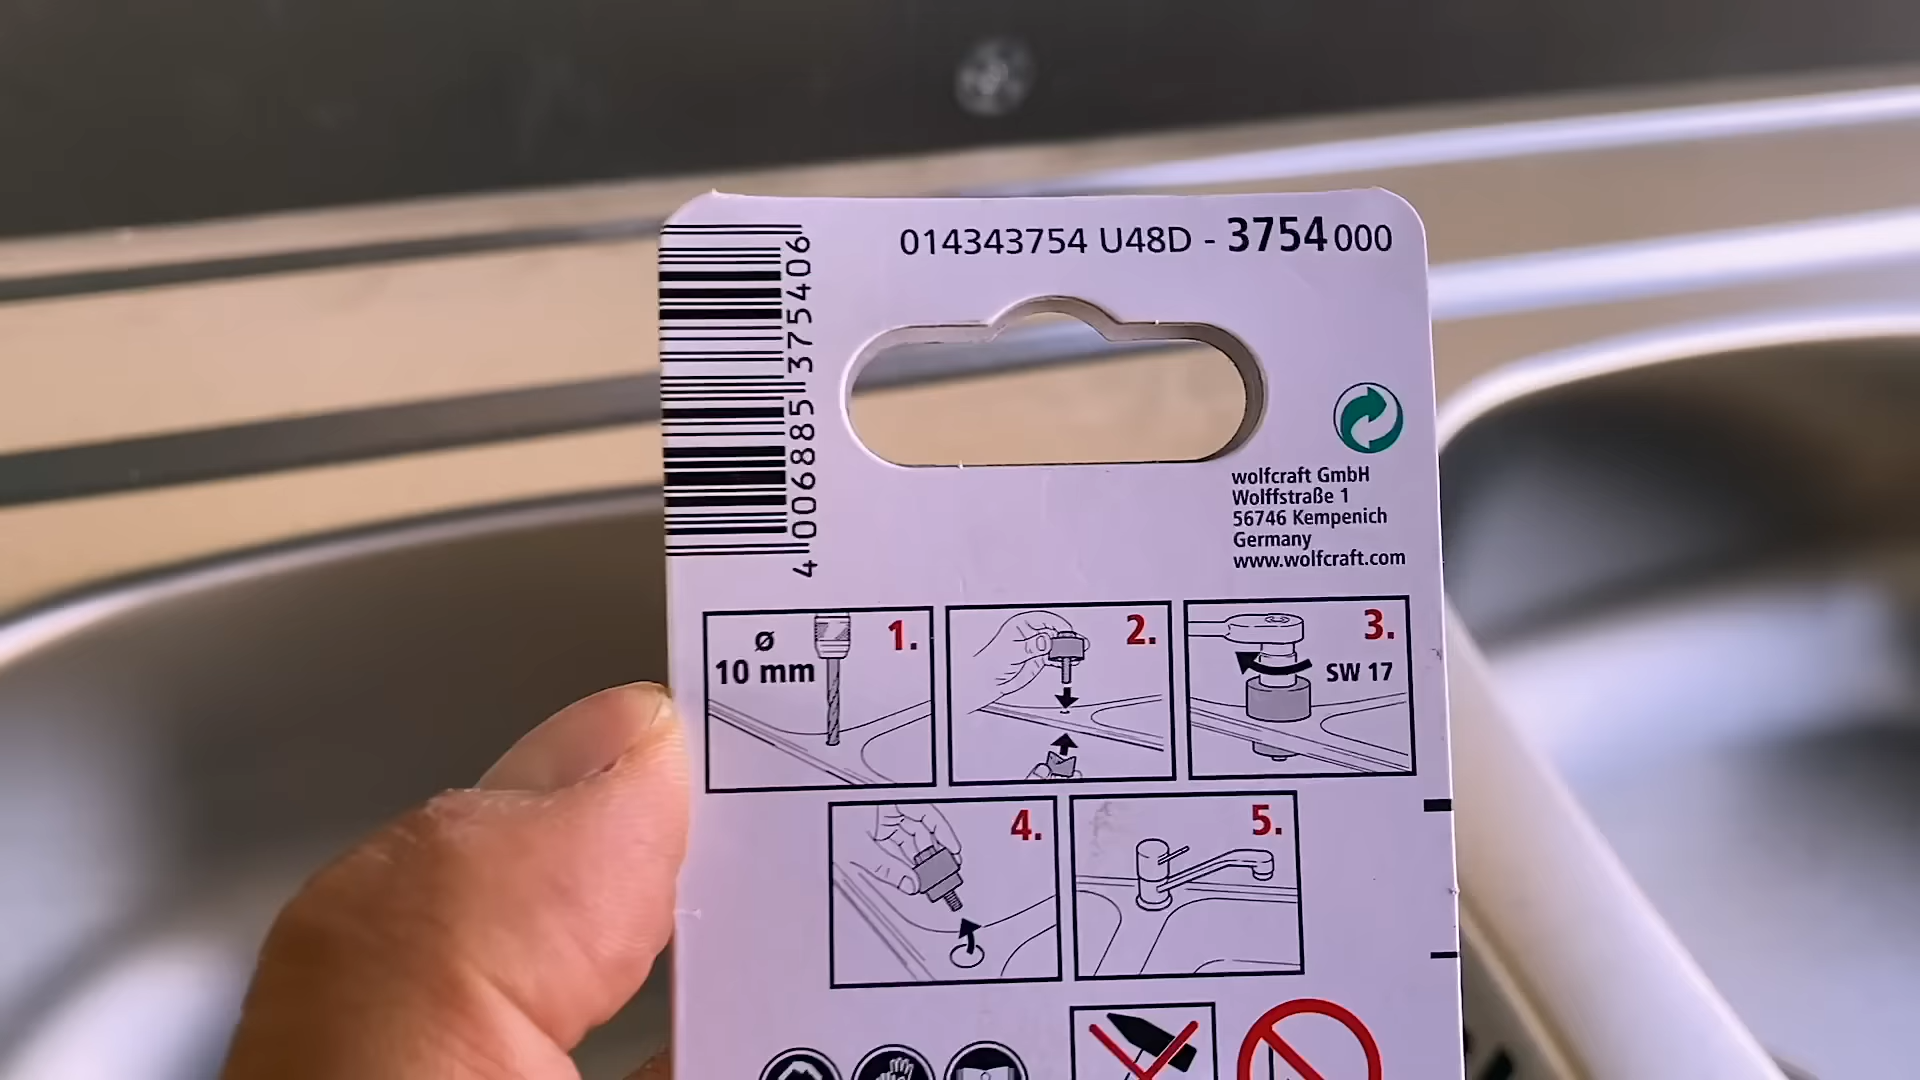 014343754 U48D - 3754000
4 006885 375406
wolfcraft GmbH
Wolffstraße 1
56746 Kempenich
Germany
www.wolfcraft.com
ø
10 mm
1.
2.
3.
SW 17
4.
5.